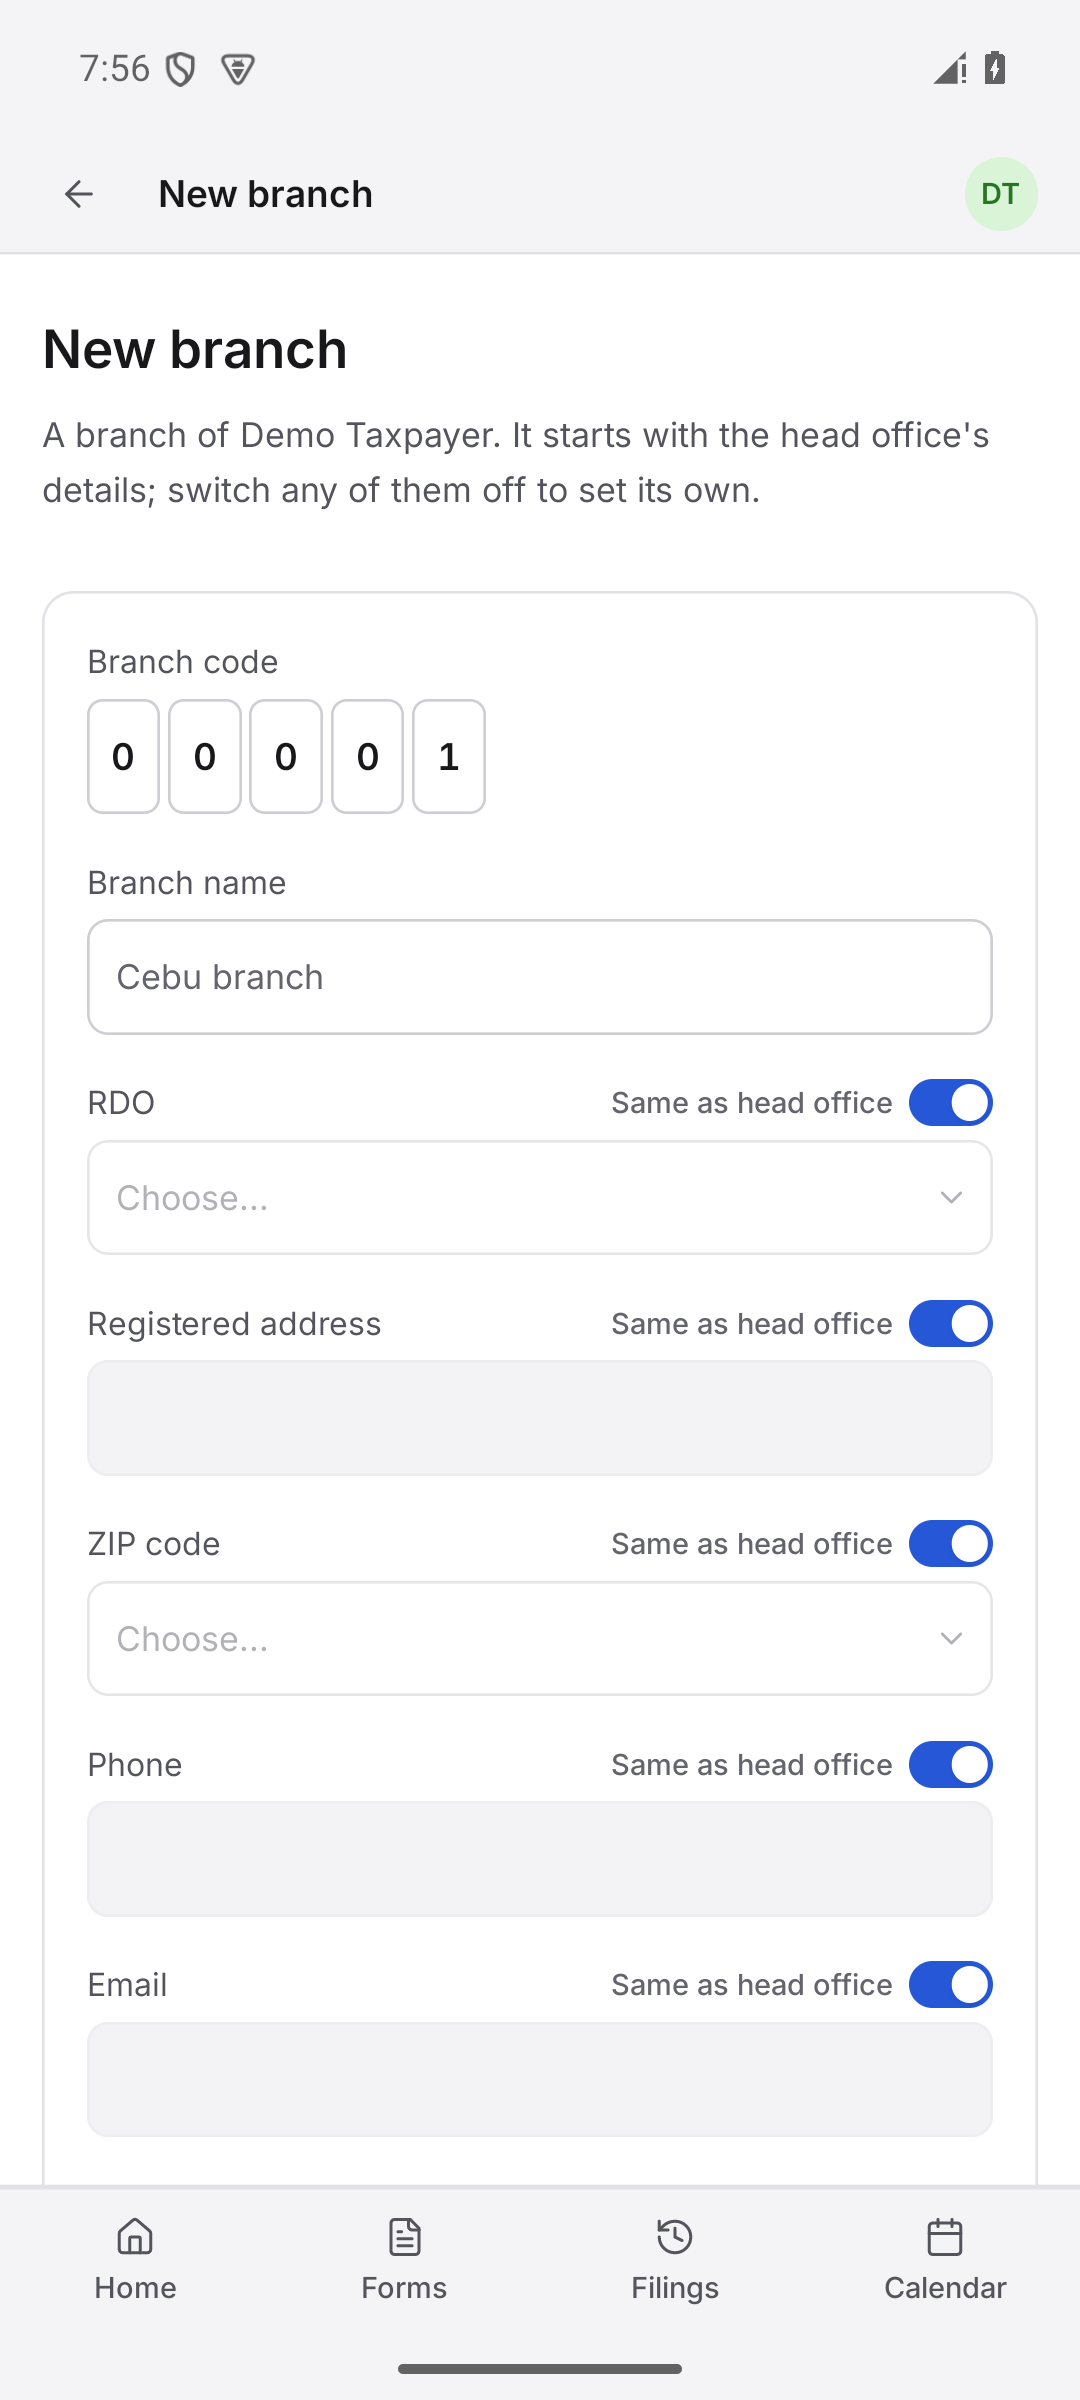 7:56
New branch
DT
New branch
A branch of Demo Taxpayer. It starts with the head office's
details; switch any of them off to set its own.
Branch code
0 0 0 0 1
Branch name
Cebu branch
RDO Same as head office
Choose...
Registered address Same as head office
ZIP code Same as head office
Choose...
Phone Same as head office
Email Same as head office
Home Forms Filings Calendar